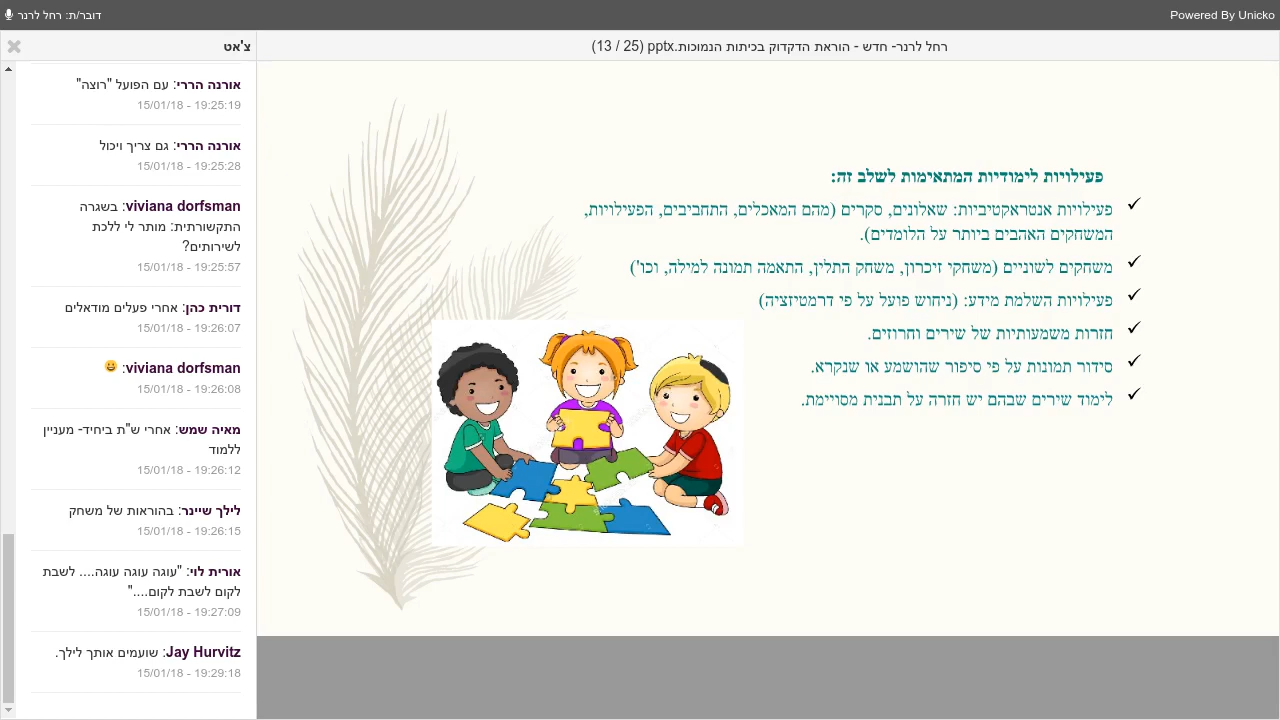 דובר/ת: רחל לרנר
Powered By Unicko
צ'אט
רחל לרנר- חדש - הוראת הדקדוק בכיתות הנמוכות.pptx (13 / 25)
אורנה הררי: עם הפועל "רוצה"
15/01/18 - 19:25:19
אורנה הררי: גם צריך ויכול
15/01/18 - 19:25:28
viviana dorfsman: בשגרה
התקשורתית: מותר לי ללכת
לשירותים?
15/01/18 - 19:25:57
דורית כהן: אחרי פעלים מודאלים
15/01/18 - 19:26:07
viviana dorfsman:
15/01/18 - 19:26:08
מאיה שמש: אחרי ש"ת ביחיד- מעניין
ללמוד
15/01/18 - 19:26:12
לילך שיינר: בהוראות של משחק
15/01/18 - 19:26:15
אורית לוי: "עוגה עוגה עוגה.... לשבת
לקום לשבת לקום...."
15/01/18 - 19:27:09
Jay Hurvitz: שועמים אותך לילך.
15/01/18 - 19:29:18
פעילויות לימודיות המתאימות לשלב זה:
✓ פעילויות אנטראקטיביות: שאלונים, סקרים (מהם המאכלים, התחביבים, הפעילויות,
המשחקים האהבים ביותר על הלומדים).
✓ משחקים לשוניים (משחקי זיכרון, משחק התליין, התאמה תמונה למילה, וכו')
✓ פעילויות השלמת מידע: (ניחוש פועל על פי דרמטיזציה)
✓ חזרות משמעותיות של שירים וחרוזים.
✓ סידור תמונות על פי סיפור שהושמע או שנקרא.
✓ לימוד שירים שבהם יש חזרה על תבנית מסויימת.